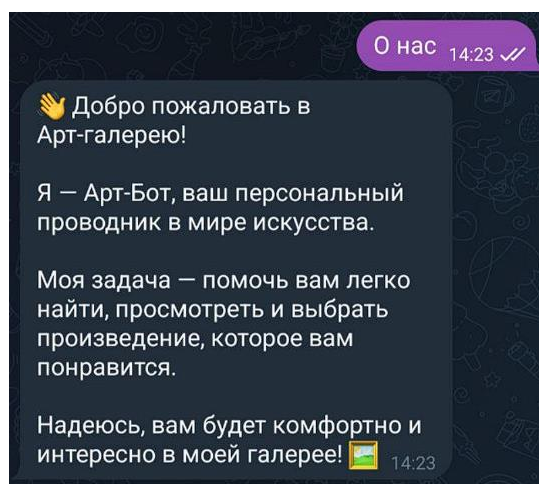 О нас 14:23
👋 Добро пожаловать в
Арт-галерею!
Я — Арт-Бот, ваш персональный
проводник в мире искусства.
Моя задача — помочь вам легко
найти, просмотреть и выбрать
произведение, которое вам
понравится.
Надеюсь, вам будет комфортно и
интересно в моей галерее! 🖼️ 14:23